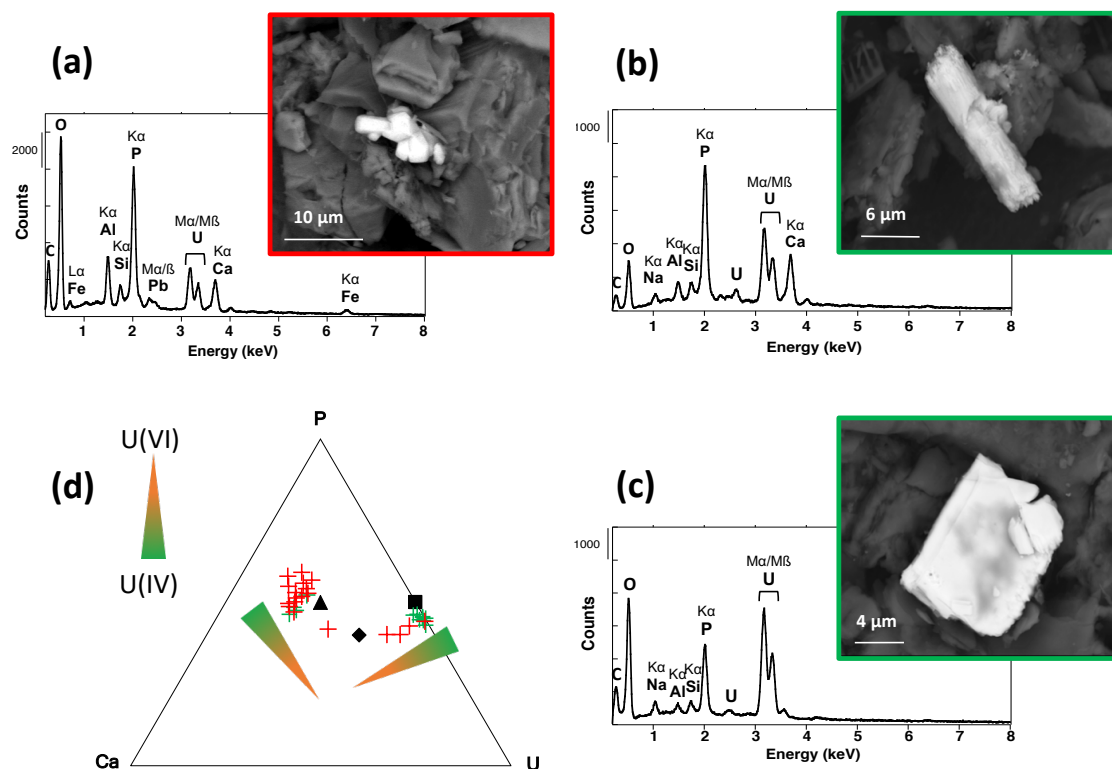 (a)
2000
Counts
C
O
Lα
Fe
Kα
Al
Kα
Si
Kα
P
Mα/ß
Pb
Mα/Mß
U
Kα
Ca
Kα
Fe
1 2 3 4 5 6 7 8
Energy (keV)
10 µm
(b)
1000
Counts
C
O
Kα
Na
Kα
Al
Kα
Si
Kα
P
U
Mα/Mß
U
Kα
Ca
1 2 3 4 5 6 7 8
Energy (keV)
6 µm
(d)
U(VI)
U(IV)
P
Ca
U
(c)
1000
Counts
C
O
Kα
Na
Kα
Al
Kα
Si
Kα
P
U
Mα/Mß
U
1 2 3 4 5 6 7 8
Energy (keV)
4 µm